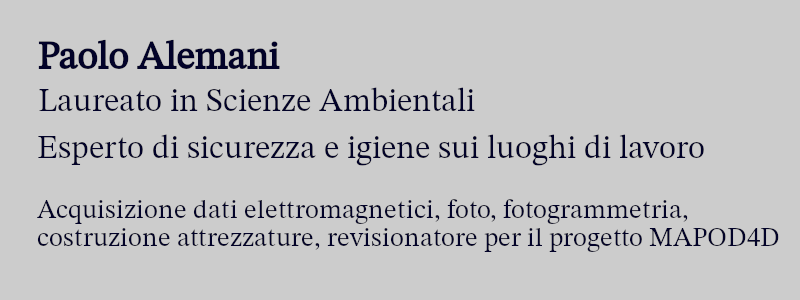 Paolo Alemani
Laureato in Scienze Ambientali
Esperto di sicurezza e igiene sui luoghi di lavoro
Acquisizione dati elettromagnetici, foto, fotogrammetria,
costruzione attrezzature, revisionatore per il progetto MAPOD4D